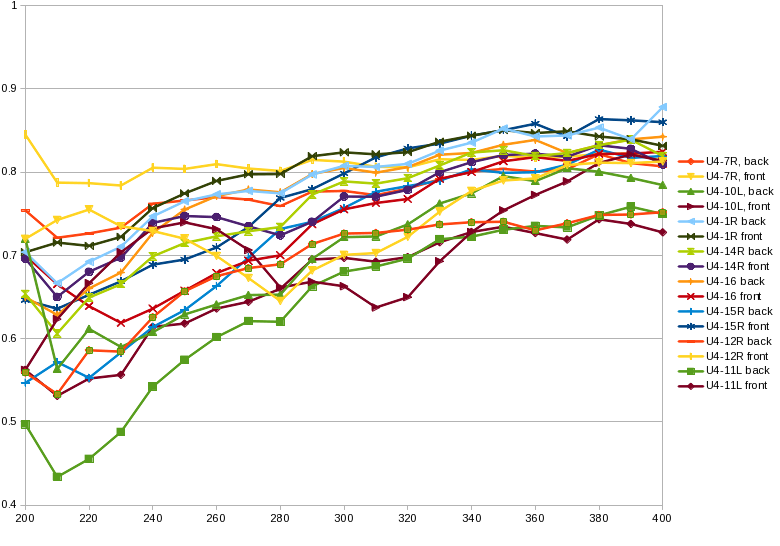 1
0.9
0.8
0.7
0.6
0.5
0.4
200 220 240 260 280 300 320 340 360 380 400
U4-7R, back
U4-7R, front
U4-10L, back
U4-10L, front
U4-1R back
U4-1R front
U4-14R back
U4-14R front
U4-16 back
U4-16 front
U4-15R back
U4-15R front
U4-12R back
U4-12R front
U4-11L back
U4-11L front